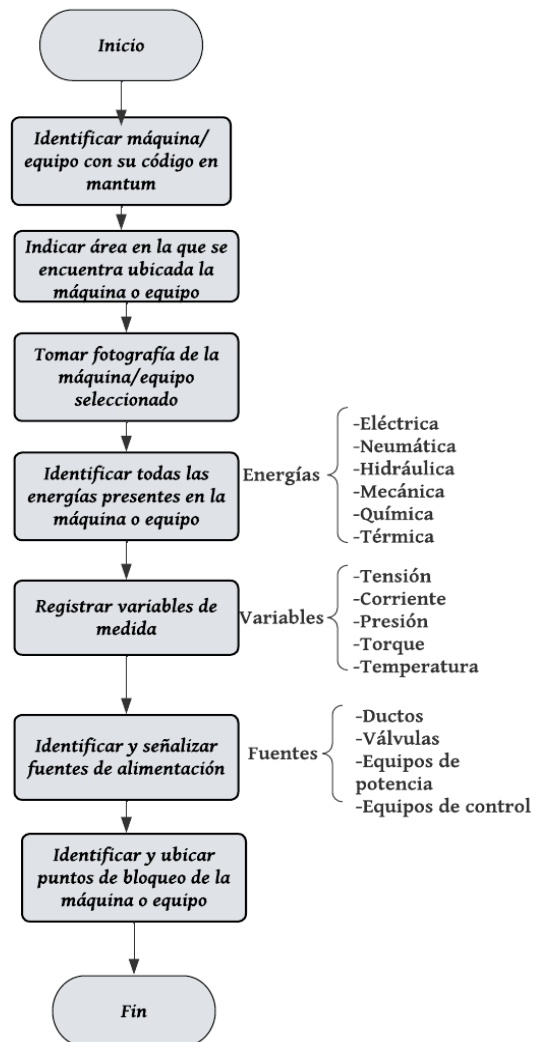 Inicio
Identificar máquina/
equipo con su código en
mantum
Indicar área en la que se
encuentra ubicada la
máquina o equipo
Tomar fotografía de la
máquina/equipo
seleccionado
Identificar todas las
energías presentes en la
máquina o equipo
Energías
-Eléctrica
-Neumática
-Hidráulica
-Mecánica
-Química
-Térmica
Registrar variables de
medida
Variables
-Tensión
-Corriente
-Presión
-Torque
-Temperatura
Identificar y señalizar
fuentes de alimentación
Fuentes
-Ductos
-Válvulas
-Equipos de
potencia
-Equipos de control
Identificar y ubicar
puntos de bloqueo de la
máquina o equipo
Fin